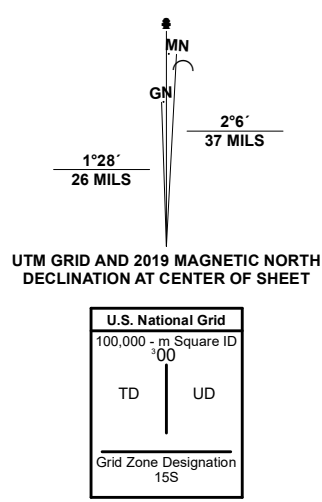 MN
GN
2°6´
37 MILS
1°28´
26 MILS
UTM GRID AND 2019 MAGNETIC NORTH
DECLINATION AT CENTER OF SHEET
U.S. National Grid
100,000 - m Square ID
³00
TD UD
Grid Zone Designation
15S